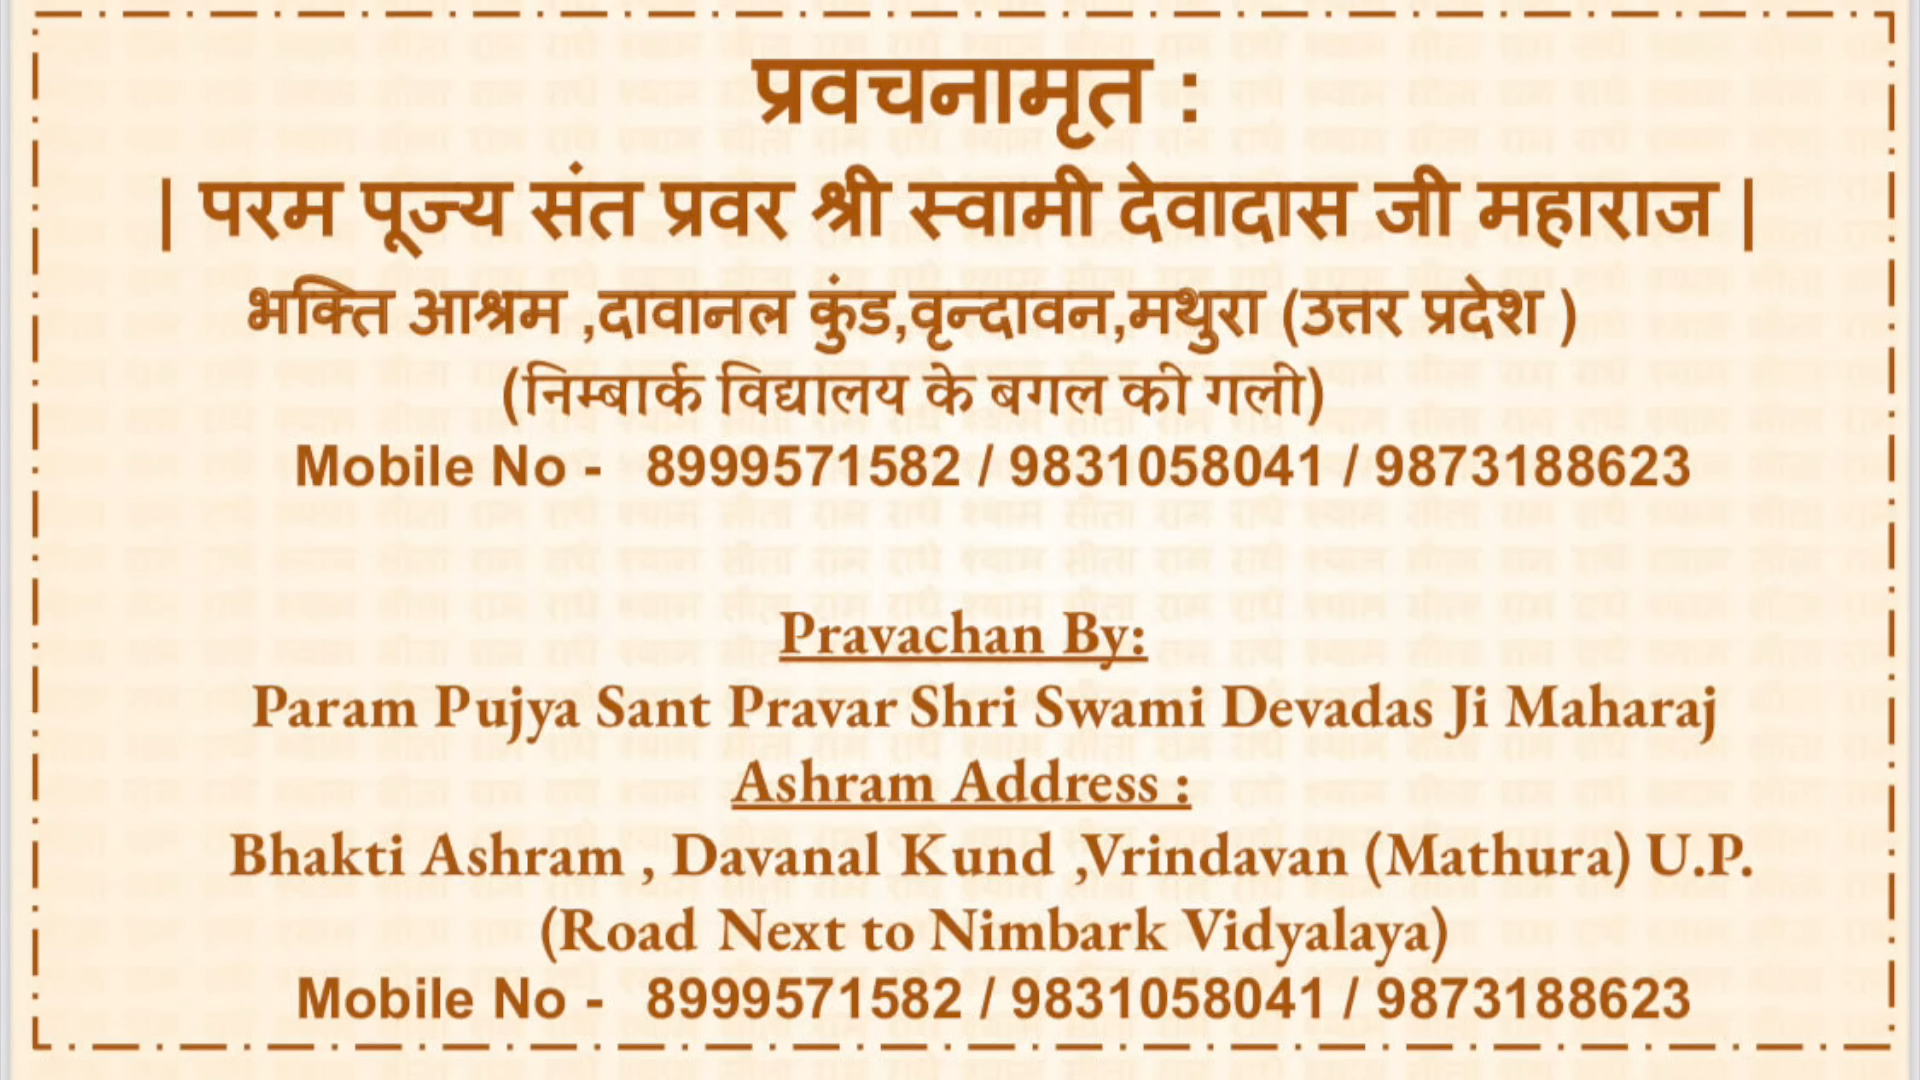 प्रवचनामृत :
| परम पूज्य संत प्रवर श्री स्वामी देवादास जी महाराज |
भक्ति आश्रम ,दावानल कुंड,वृन्दावन,मथुरा (उत्तर प्रदेश )
(निम्बार्क विद्यालय के बगल की गली)
Mobile No - 8999571582 / 9831058041 / 9873188623
Pravachan By:
Param Pujya Sant Pravar Shri Swami Devadas Ji Maharaj
Ashram Address :
Bhakti Ashram , Davanal Kund ,Vrindavan (Mathura) U.P.
(Road Next to Nimbark Vidyalaya)
Mobile No - 8999571582 / 9831058041 / 9873188623